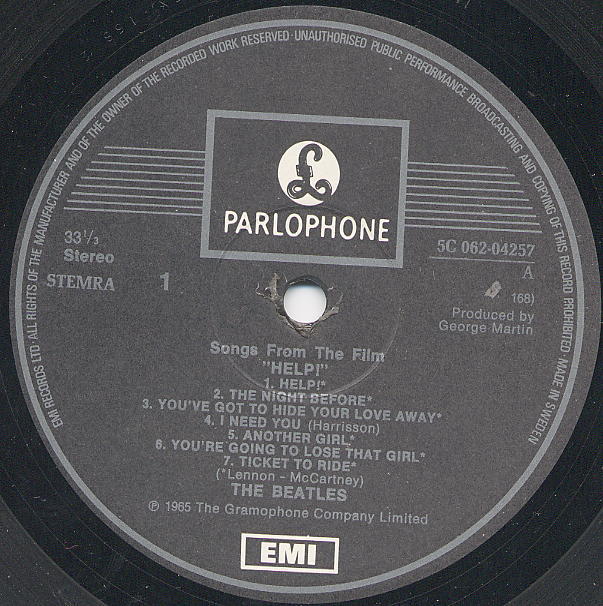 EMI RECORDS LTD · ALL RIGHTS OF THE MANUFACTURER AND OF THE OWNER OF THE RECORDED WORK RESERVED · UNAUTHORISED PUBLIC PERFORMANCE BROADCASTING AND COPYING OF THIS RECORD PROHIBITED · MADE IN SWEDEN
£
PARLOPHONE
33 1/3
Stereo
STEMRA 1
5C 062-04257
A
168)
Produced by
George Martin
Songs From The Film
"HELP!"
1. HELP!*
2. THE NIGHT BEFORE*
3. YOU'VE GOT TO HIDE YOUR LOVE AWAY*
4. I NEED YOU (Harrisson)
5. ANOTHER GIRL*
6. YOU'RE GOING TO LOSE THAT GIRL*
7. TICKET TO RIDE*
(*Lennon - McCartney)
THE BEATLES
℗ 1965 The Gramophone Company Limited
EMI